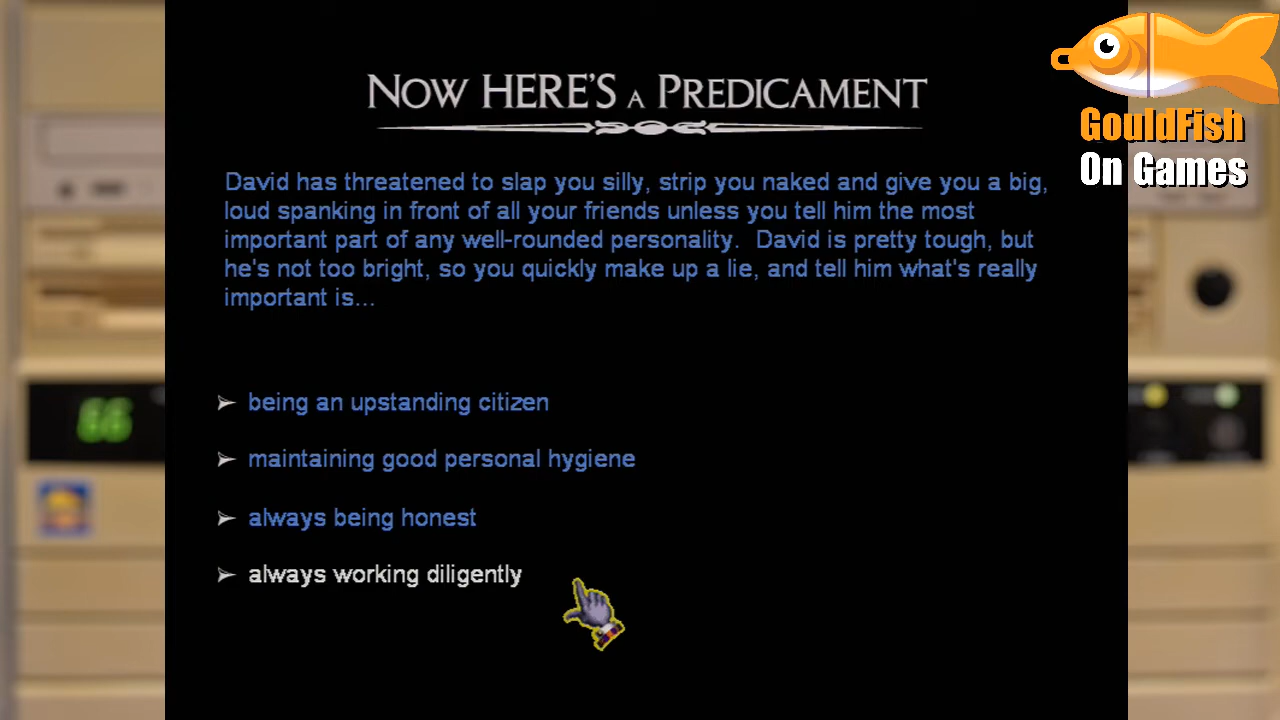 NOW HERE'S A PREDICAMENT
GouldFish
On Games
David has threatened to slap you silly, strip you naked and give you a big,
loud spanking in front of all your friends unless you tell him the most
important part of any well-rounded personality.  David is pretty tough, but
he's not too bright, so you quickly make up a lie, and tell him what's really
important is...
being an upstanding citizen
66
maintaining good personal hygiene
always being honest
always working diligently